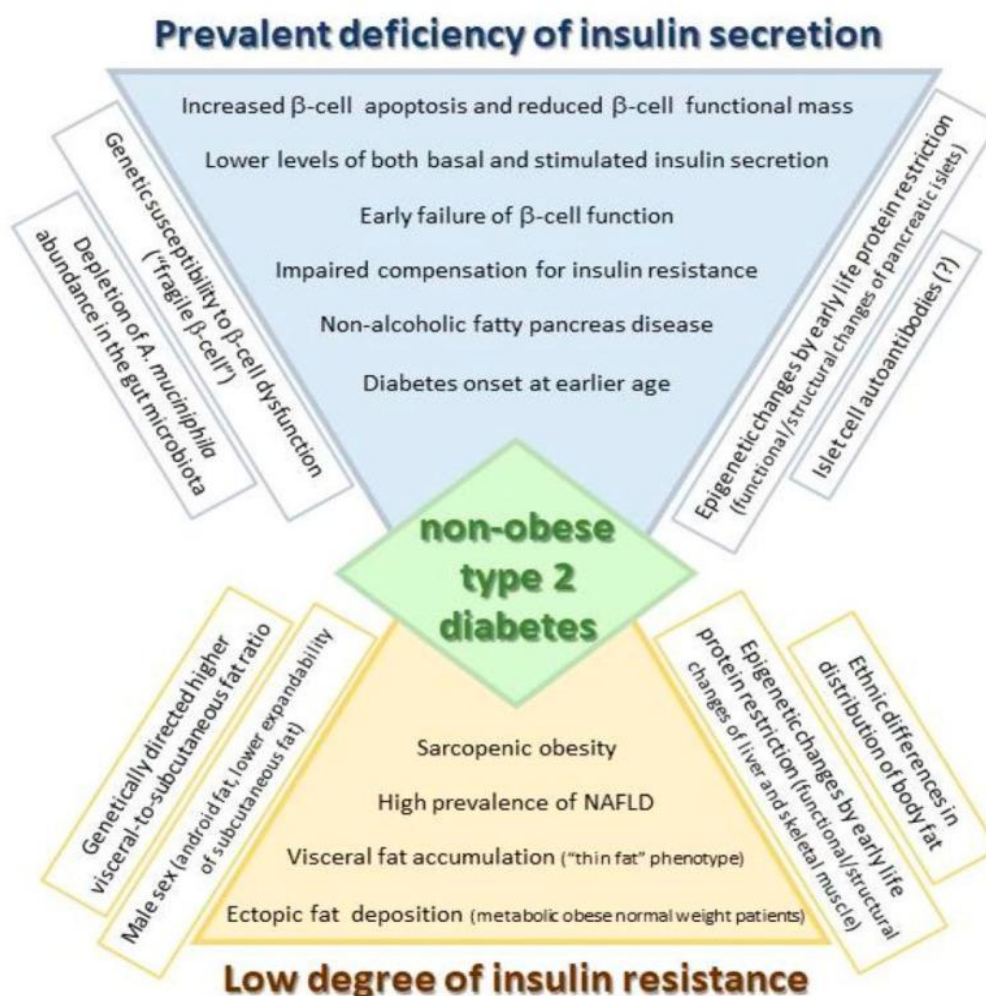 Prevalent deficiency of insulin secretion
Increased β-cell apoptosis and reduced β-cell functional mass
Lower levels of both basal and stimulated insulin secretion
Early failure of β-cell function
Impaired compensation for insulin resistance
Non-alcoholic fatty pancreas disease
Diabetes onset at earlier age
Genetic susceptibility to β-cell dysfunction
("fragile β-cell")
Depletion of A. muciniphila
abundance in the gut microbiota
Epigenetic changes by early life protein restriction
(functional/structural changes of pancreatic islets)
Islet cell autoantibodies (?)
non-obese
type 2
diabetes
Genetically directed higher
visceral-to-subcutaneous fat ratio
Male sex (android fat, lower expandability
of subcutaneous fat)
Epigenetic changes by early life
protein restriction (functional/structural
changes of liver and skeletal muscle)
Ethnic differences in
distribution of body fat
Sarcopenic obesity
High prevalence of NAFLD
Visceral fat accumulation ("thin fat" phenotype)
Ectopic fat deposition (metabolic obese normal weight patients)
Low degree of insulin resistance